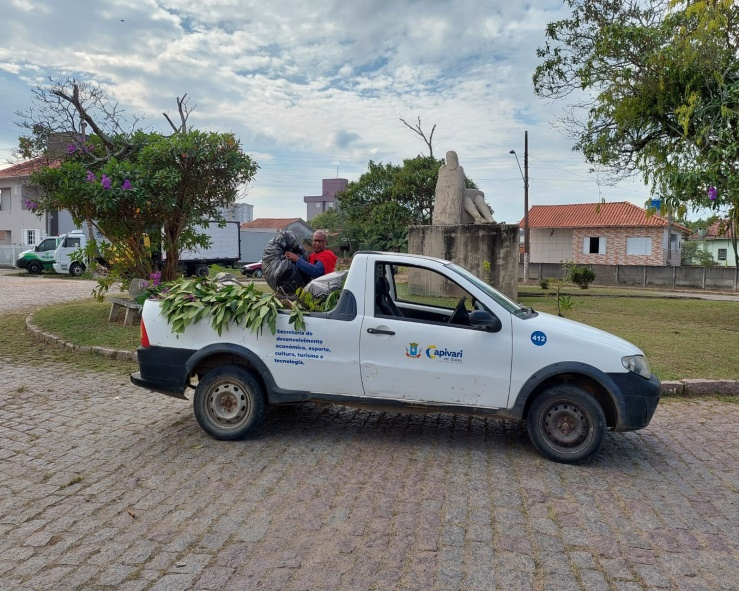 Secretaria de
desenvolvimento
econômico, esporte,
cultura, turismo e
tecnologia.
Capivari
412